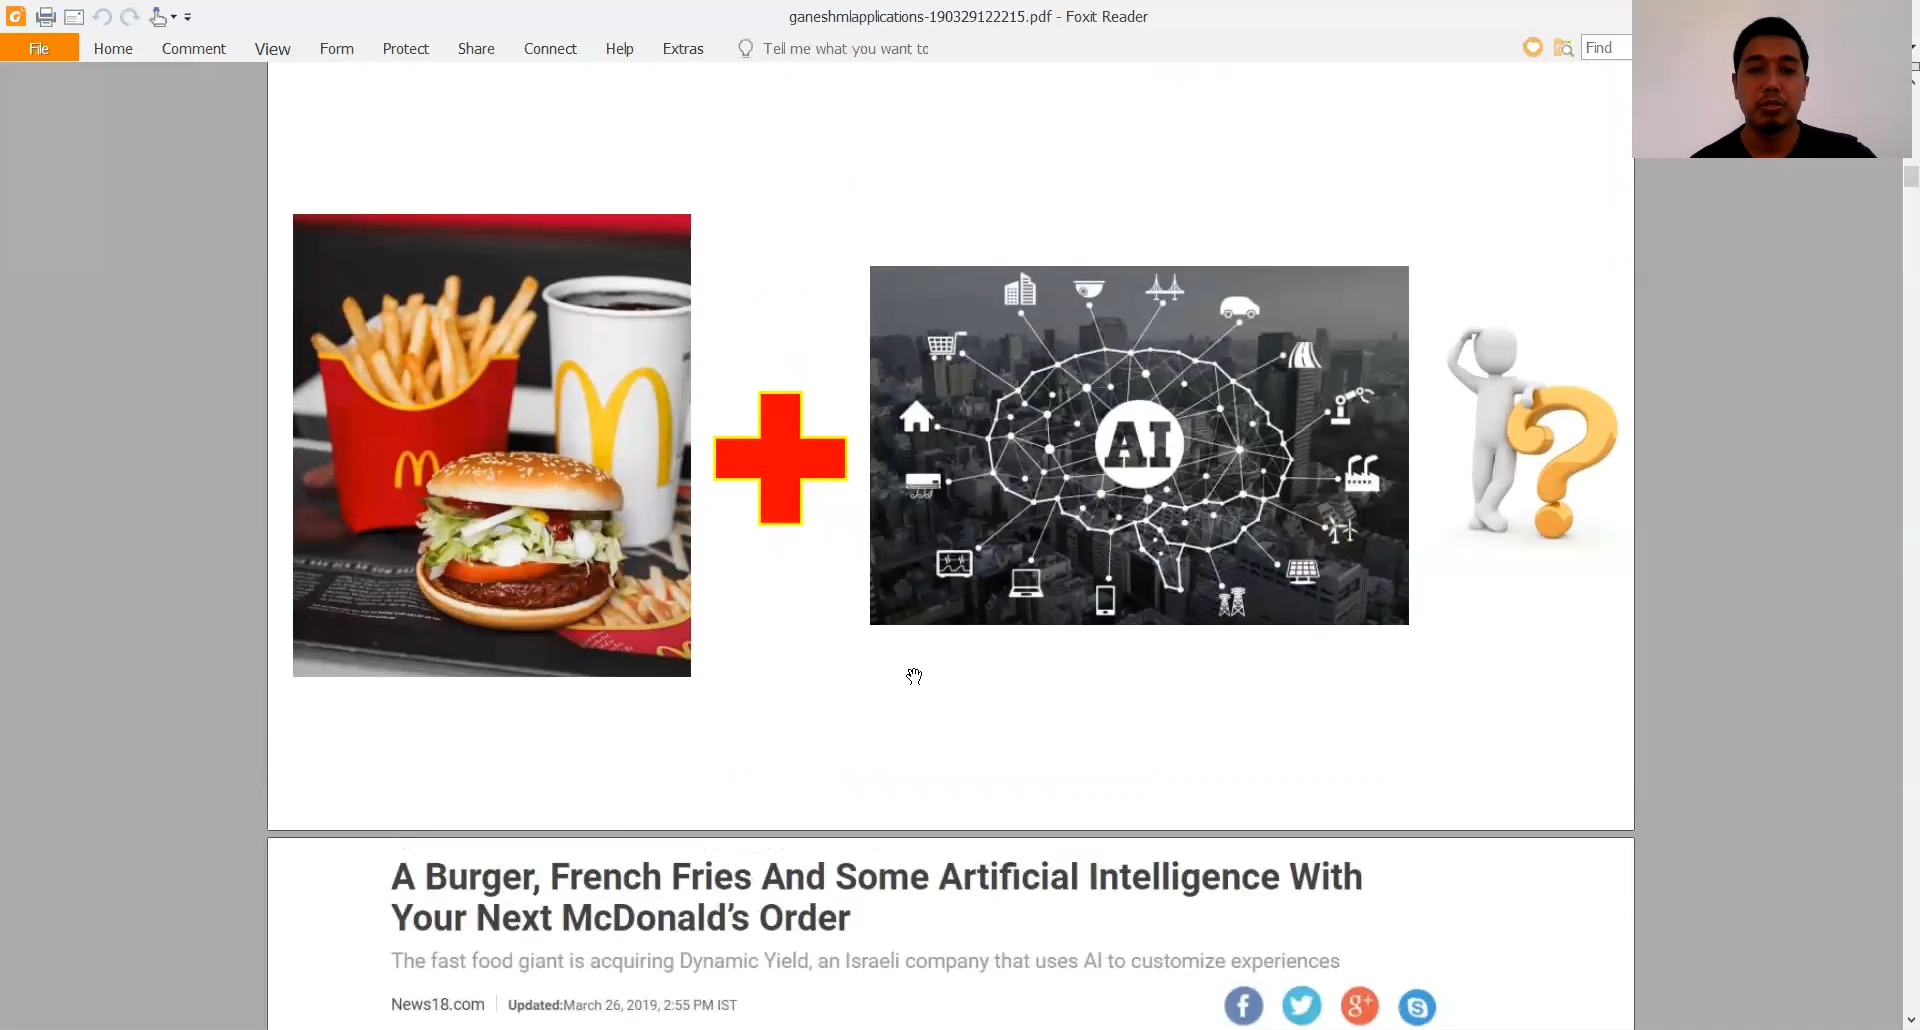 ganeshmlapplications-190329122215.pdf - Foxit Reader
File Home Comment View Form Protect Share Connect Help Extras Tell me what you want to Find
AI
A Burger, French Fries And Some Artificial Intelligence With
Your Next McDonald's Order
The fast food giant is acquiring Dynamic Yield, an Israeli company that uses AI to customize experiences
News18.com Updated:March 26, 2019, 2:55 PM IST